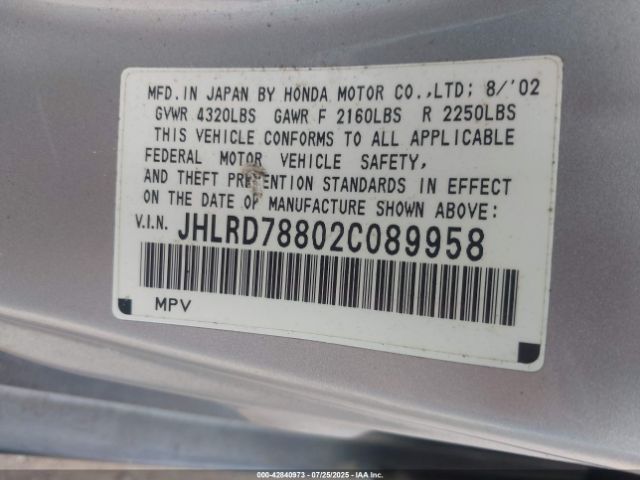 MFD.IN JAPAN BY HONDA MOTOR CO.,LTD; 8/'02
GVWR 4320LBS GAWR F 2160LBS R 2250LBS
THIS VEHICLE CONFORMS TO ALL APPLICABLE
FEDERAL MOTOR VEHICLE SAFETY,
AND THEFT PREVENTION STANDARDS IN EFFECT
ON THE DATE OF MANUFACTURE SHOWN ABOVE:
V.I.N. JHLRD78802C089958
MPV
000-42840973 - 07/25/2025 - IAAHOLDINGS.COM